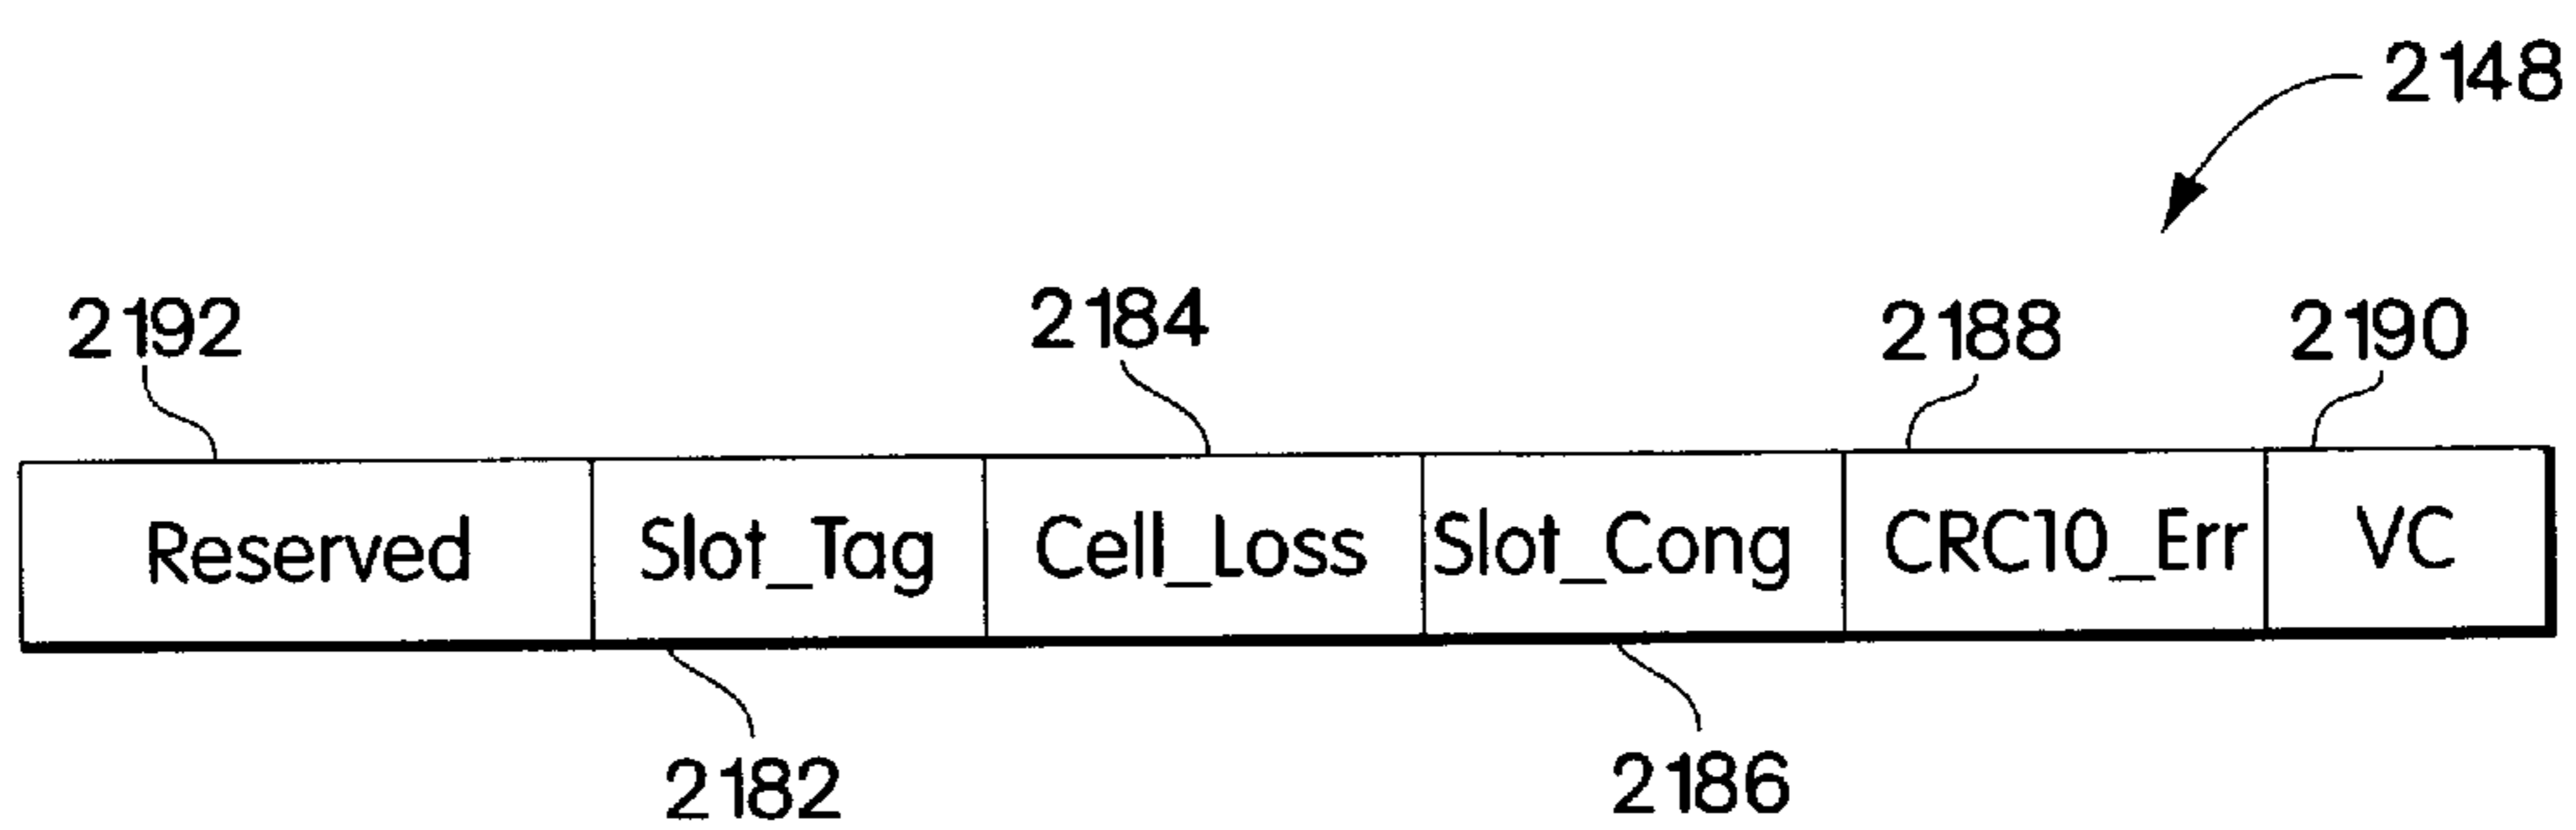 2148
2192 2184 2188 2190
Reserved Slot_Tag Cell_Loss Slot_Cong CRC10_Err VC
2182 2186